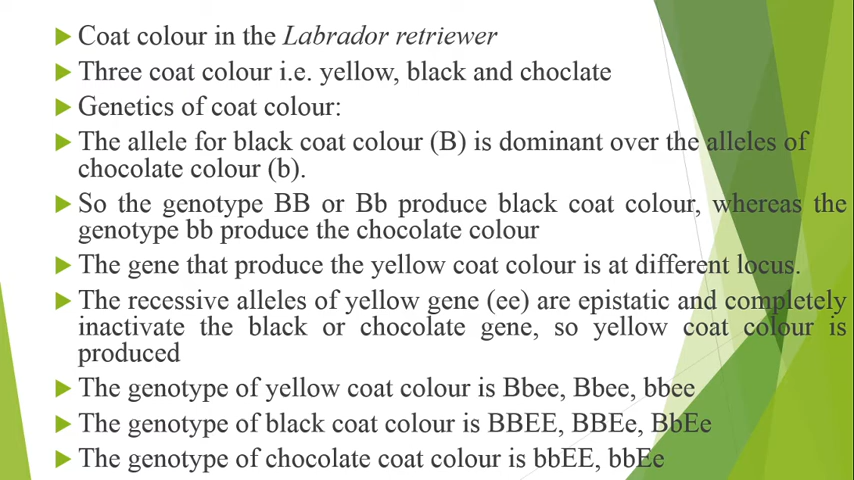 Coat colour in the Labrador retriewer
Three coat colour i.e. yellow, black and choclate
Genetics of coat colour:
The allele for black coat colour (B) is dominant over the alleles of
chocolate colour (b).
So the genotype BB or Bb produce black coat colour, whereas the
genotype bb produce the chocolate colour
The gene that produce the yellow coat colour is at different locus.
The recessive alleles of yellow gene (ee) are epistatic and completely
inactivate the black or chocolate gene, so yellow coat colour is
produced
The genotype of yellow coat colour is Bbee, Bbee, bbee
The genotype of black coat colour is BBEE, BBEe, BbEe
The genotype of chocolate coat colour is bbEE, bbEe